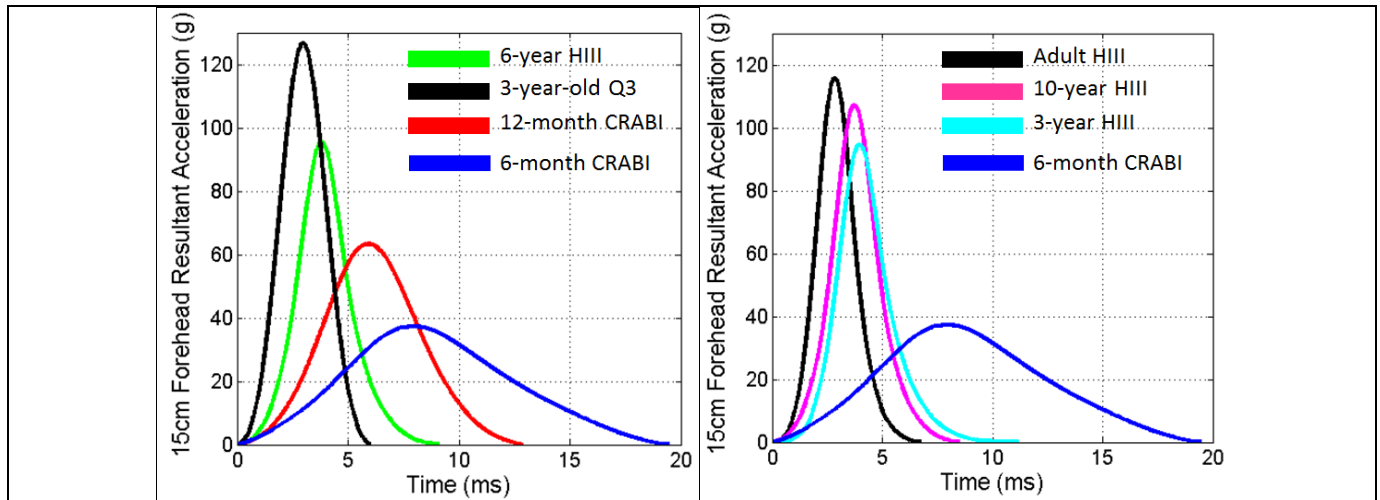 15cm Forehead Resultant Acceleration (g)
120
100
80
60
40
20
0
6-year HIII
3-year-old Q3
12-month CRABI
6-month CRABI
0 5 10 15 20
Time (ms)
15cm Forehead Resultant Acceleration (g)
120
100
80
60
40
20
0
Adult HIII
10-year HIII
3-year HIII
6-month CRABI
0 5 10 15 20
Time (ms)